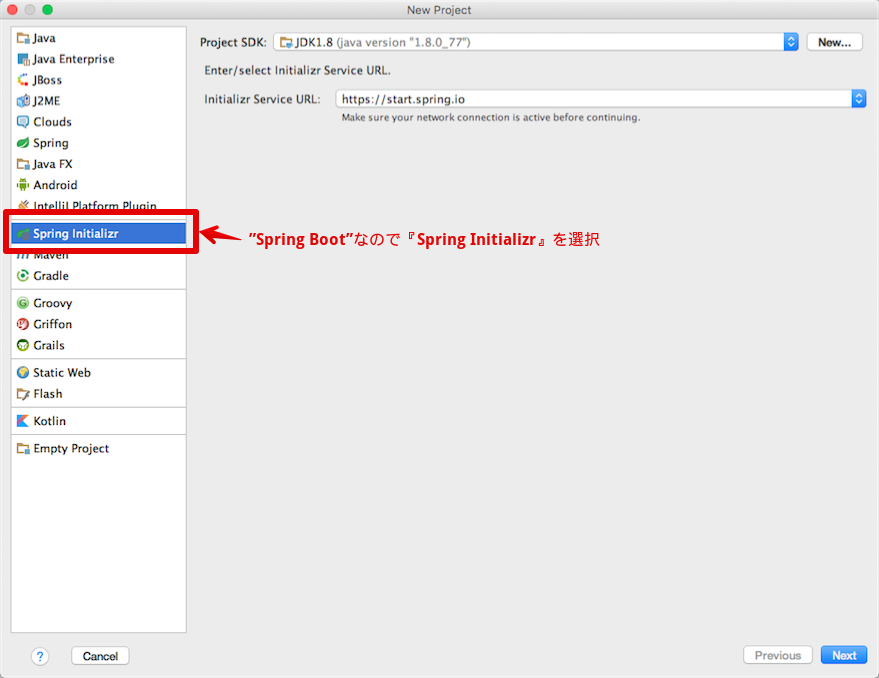 New Project
Java
Java Enterprise
JBoss
J2ME
Clouds
Spring
Java FX
Android
IntelliJ Platform Plugin
Spring Initializr
Maven
Gradle
Groovy
Griffon
Grails
Static Web
Flash
Kotlin
Empty Project
Project SDK: JDK1.8 (java version "1.8.0_77") New...
Enter/select Initializr Service URL.
Initializr Service URL: https://start.spring.io
Make sure your network connection is active before continuing.
”Spring Boot”なので『Spring Initializr』を選択
? Cancel Previous Next